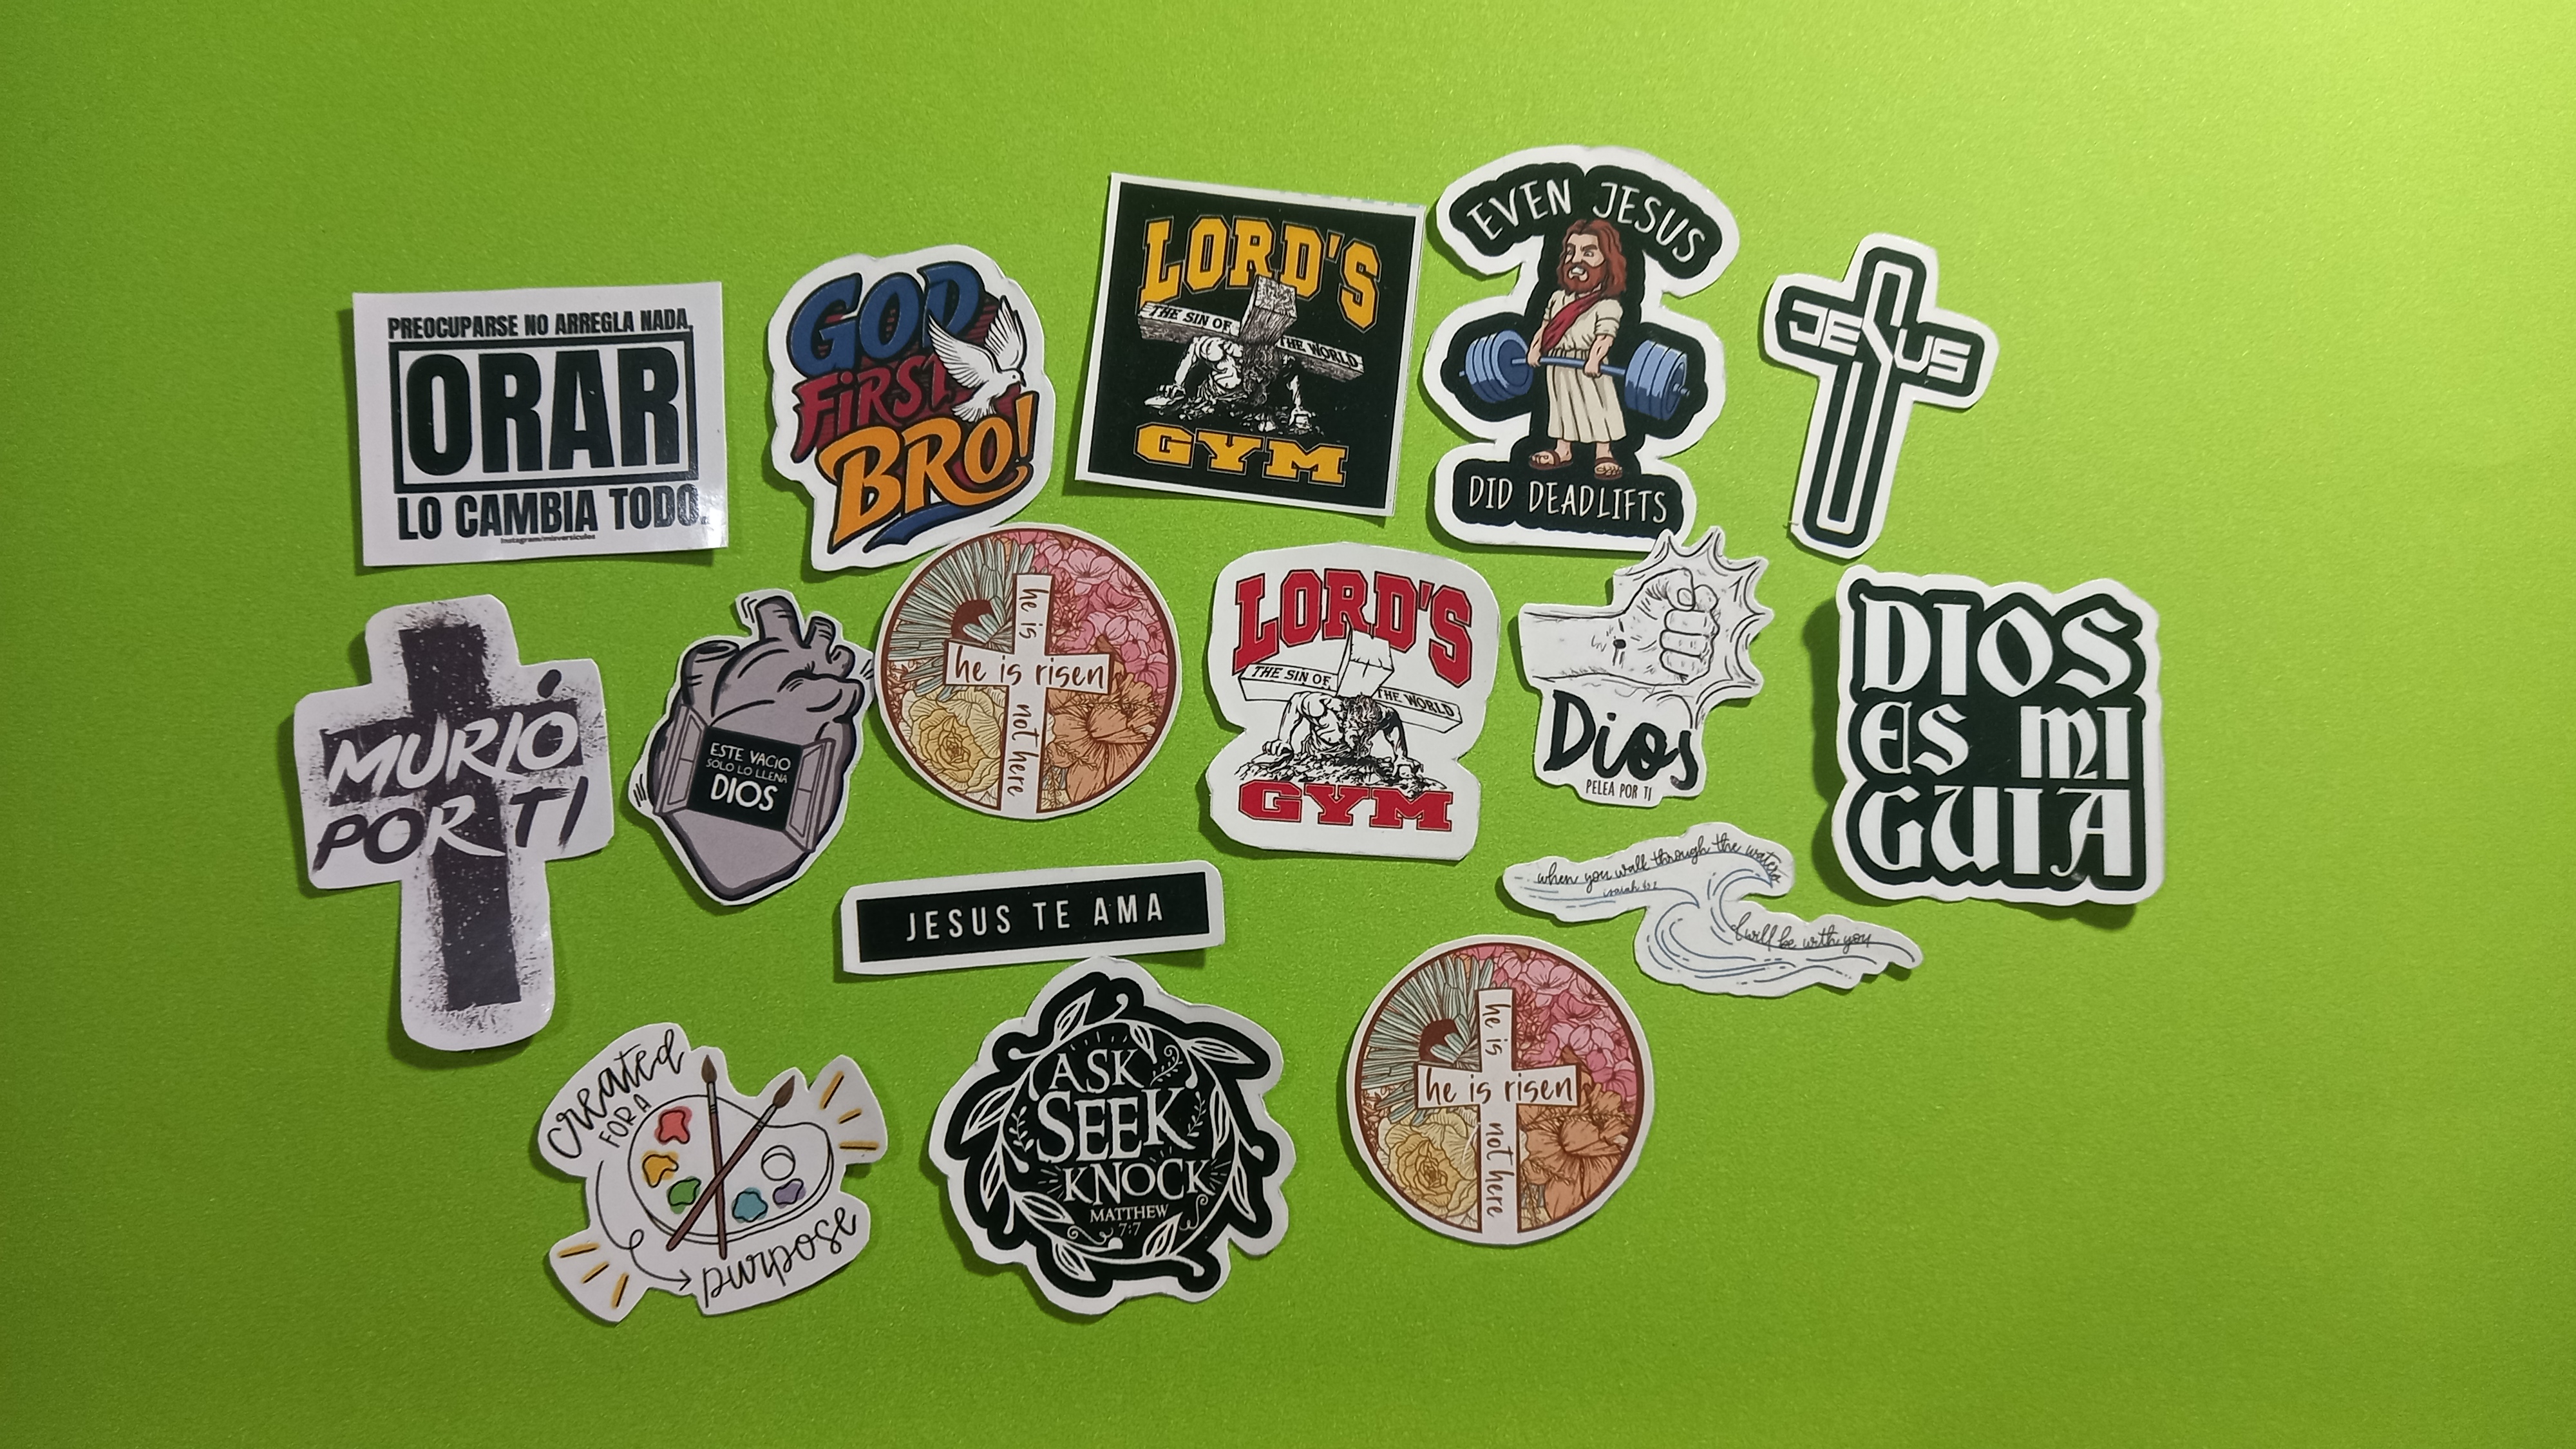 PREOCUPARSE NO ARREGLA NADA,
ORAR
LO CAMBIA TODO.
Instagram/misversiculos
GOD
FiRST
BRO!
LORD'S
THE SIN OF
THE WORLD
GYM
EVEN JESUS
DID DEADLIFTS
JESUS
MURIÓ
POR TI
ESTE VACIO
SOLO LO LLENA
DIOS
he is
he is risen
not here
LORD'S
THE SIN OF
THE WORLD
GYM
Dios
PELEA POR TI
DIOS
ES MI
GUIA
JESUS TE AMA
when you walk through the waters
isaiah
I will be with you
created
FOR A
purpose
ASK
SEEK
KNOCK
MATTHEW
7:7
he is
he is risen
not here